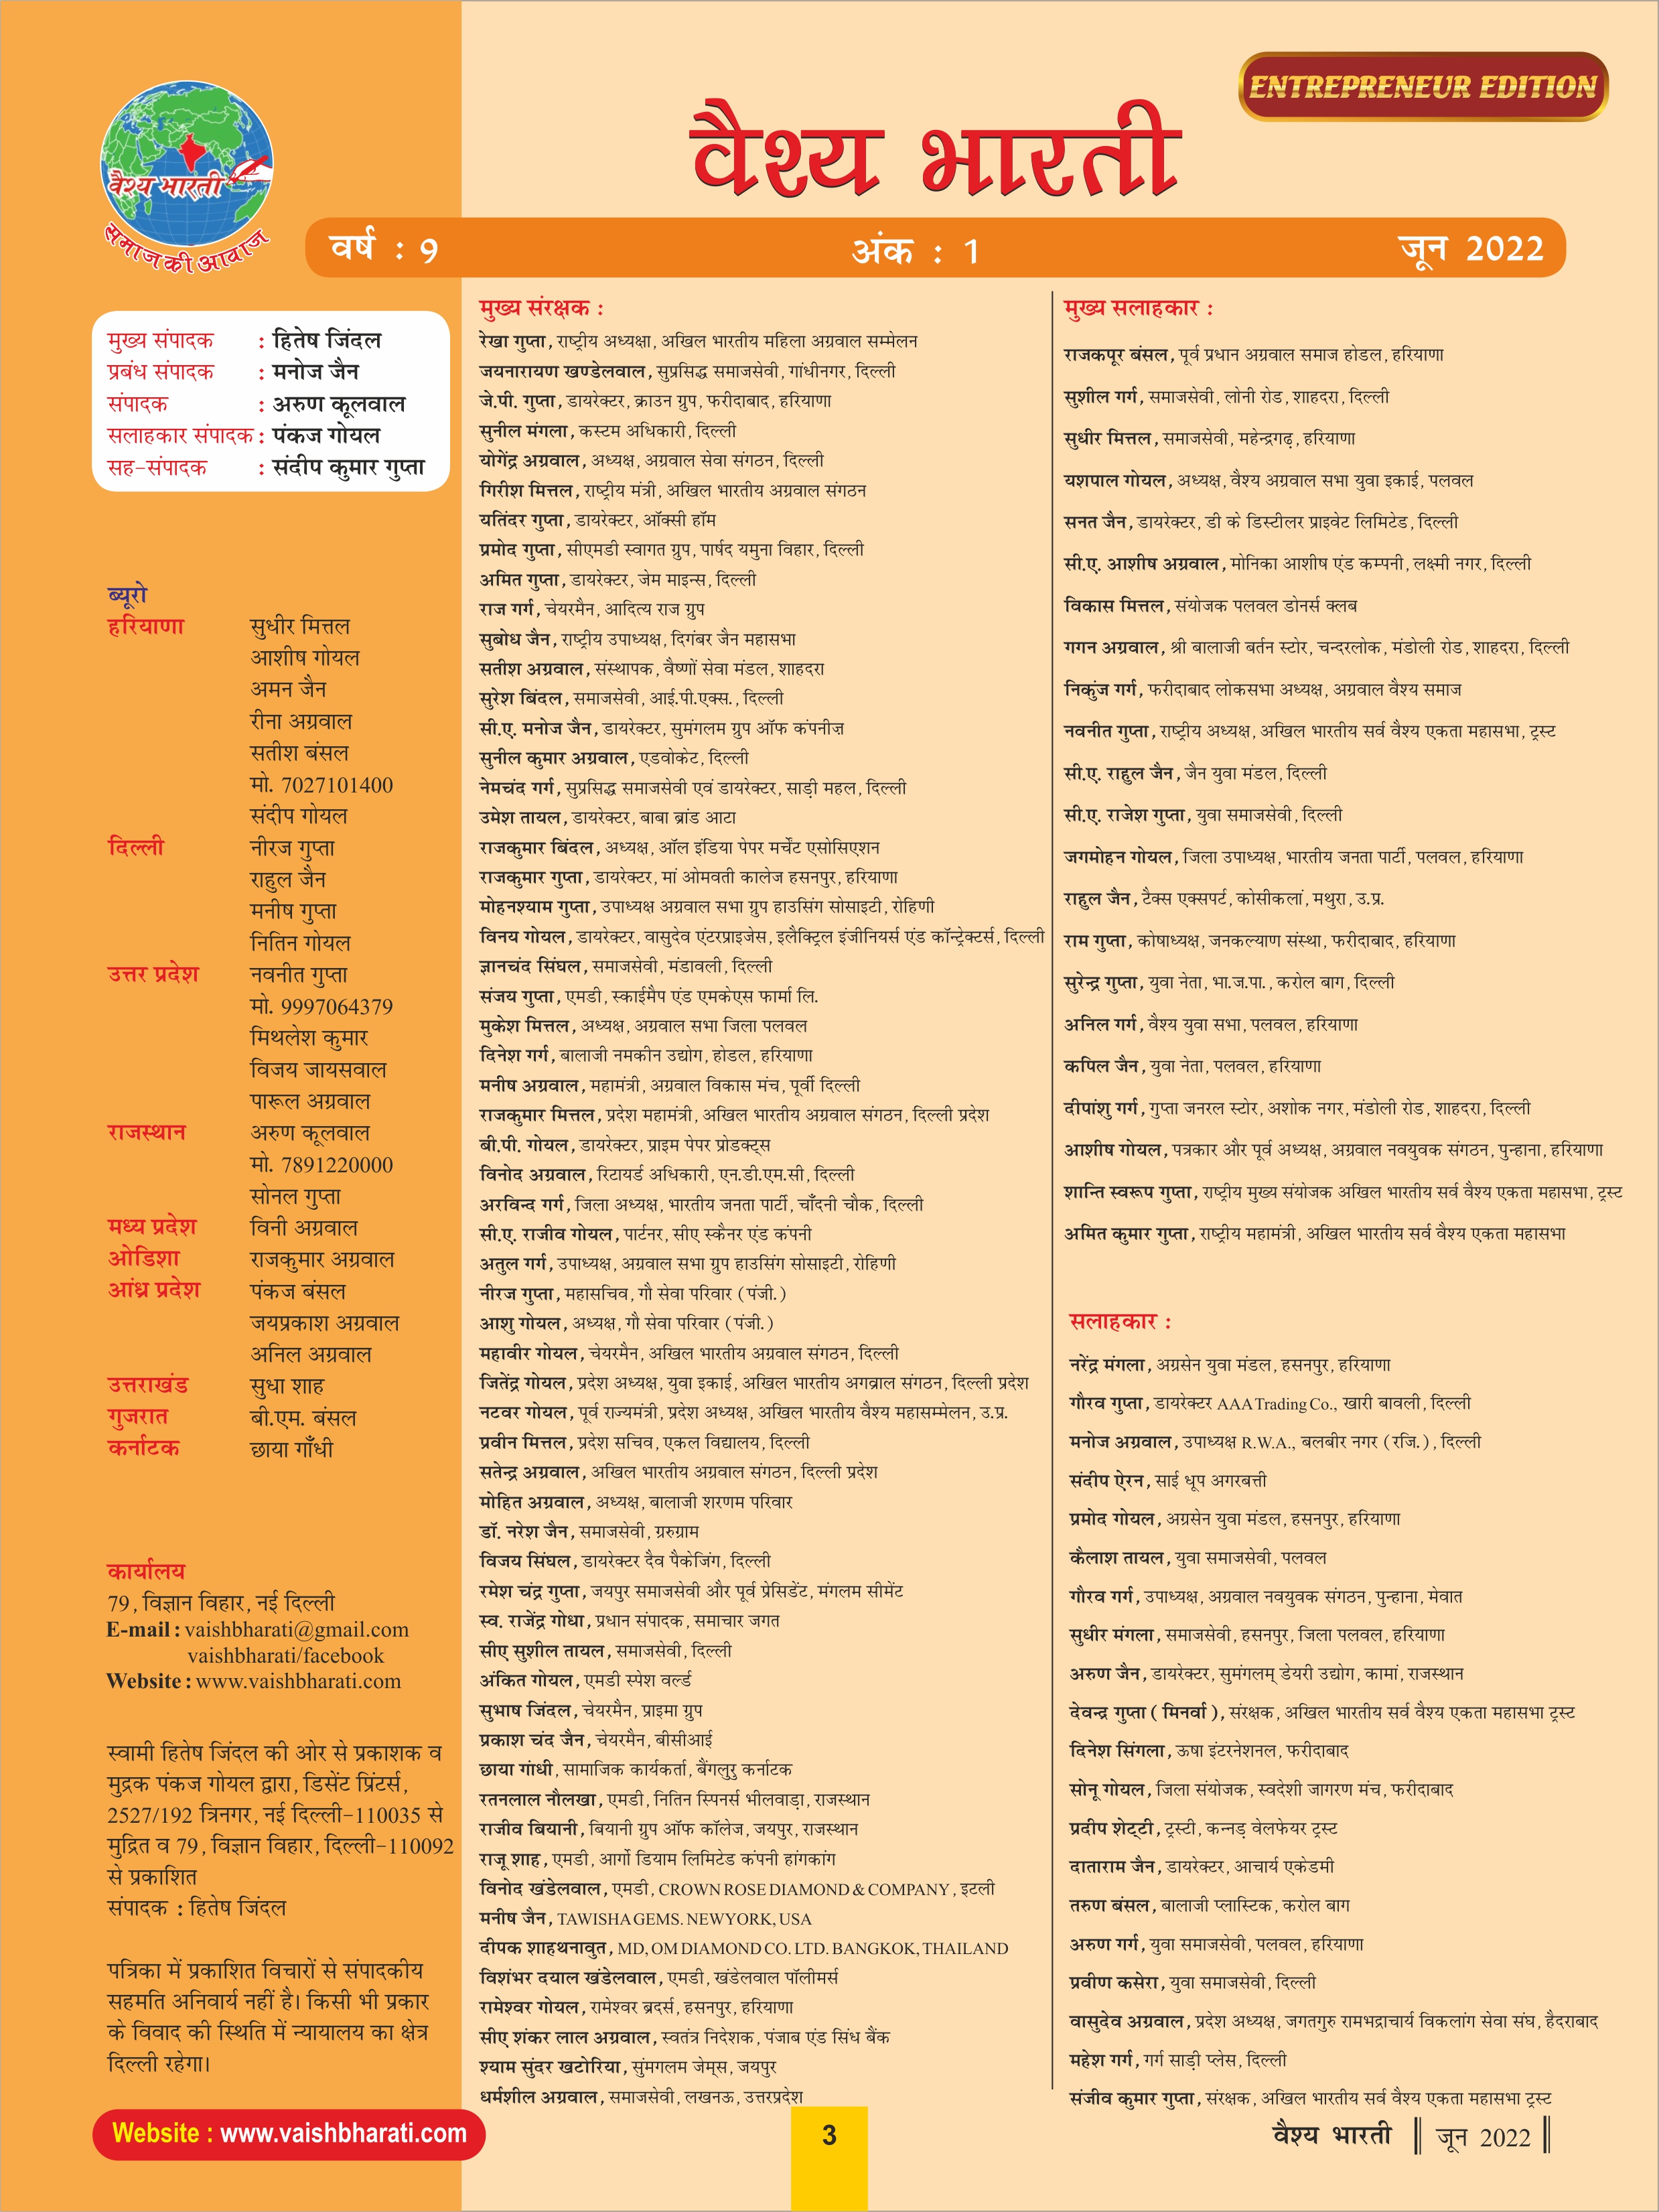 ENTREPRENEUR EDITION
वैश्य भारती
वैश्य भारती
समाज की आवाज
वर्ष : 9 अंक : 1 जून 2022
मुख्य संपादक : हितेष जिंदल
प्रबंध संपादक : मनोज जैन
संपादक : अरुण कूलवाल
सलाहकार संपादक : पंकज गोयल
सह-संपादक : संदीप कुमार गुप्ता
ब्यूरो
हरियाणा सुधीर मित्तल
आशीष गोयल
अमन जैन
रीना अग्रवाल
सतीश बंसल
मो. 7027101400
संदीप गोयल
दिल्ली नीरज गुप्ता
राहुल जैन
मनीष गुप्ता
नितिन गोयल
उत्तर प्रदेश नवनीत गुप्ता
मो. 9997064379
मिथलेश कुमार
विजय जायसवाल
पारूल अग्रवाल
राजस्थान अरुण कूलवाल
मो. 7891220000
सोनल गुप्ता
मध्य प्रदेश विनी अग्रवाल
ओडिशा राजकुमार अग्रवाल
आंध्र प्रदेश पंकज बंसल
जयप्रकाश अग्रवाल
अनिल अग्रवाल
उत्तराखंड सुधा शाह
गुजरात बी.एम. बंसल
कर्नाटक छाया गाँधी
कार्यालय
79, विज्ञान विहार, नई दिल्ली
E-mail : vaishbharati@gmail.com
vaishbharati/facebook
Website : www.vaishbharati.com
स्वामी हितेष जिंदल की ओर से प्रकाशक व
मुद्रक पंकज गोयल द्वारा, डिसेंट प्रिंटर्स,
2527/192 त्रिनगर, नई दिल्ली-110035 से
मुद्रित व 79, विज्ञान विहार, दिल्ली-110092
से प्रकाशित
संपादक : हितेष जिंदल
पत्रिका में प्रकाशित विचारों से संपादकीय
सहमति अनिवार्य नहीं है। किसी भी प्रकार
के विवाद की स्थिति में न्यायालय का क्षेत्र
दिल्ली रहेगा।
मुख्य संरक्षक :
रेखा गुप्ता, राष्ट्रीय अध्यक्षा, अखिल भारतीय महिला अग्रवाल सम्मेलन
जयनारायण खण्डेलवाल, सुप्रसिद्ध समाजसेवी, गांधीनगर, दिल्ली
जे.पी. गुप्ता, डायरेक्टर, क्राउन ग्रुप, फरीदाबाद, हरियाणा
सुनील मंगला, कस्टम अधिकारी, दिल्ली
योगेंद्र अग्रवाल, अध्यक्ष, अग्रवाल सेवा संगठन, दिल्ली
गिरीश मित्तल, राष्ट्रीय मंत्री, अखिल भारतीय अग्रवाल संगठन
यतिंदर गुप्ता, डायरेक्टर, ऑक्सी हॉम
प्रमोद गुप्ता, सीएमडी स्वागत ग्रुप, पार्षद यमुना विहार, दिल्ली
अमित गुप्ता, डायरेक्टर, जेम माइन्स, दिल्ली
राज गर्ग, चेयरमैन, आदित्य राज ग्रुप
सुबोध जैन, राष्ट्रीय उपाध्यक्ष, दिगंबर जैन महासभा
सतीश अग्रवाल, संस्थापक, वैष्णों सेवा मंडल, शाहदरा
सुरेश बिंदल, समाजसेवी, आई.पी.एक्स., दिल्ली
सी.ए. मनोज जैन, डायरेक्टर, सुमंगलम ग्रुप ऑफ कंपनीज़
सुनील कुमार अग्रवाल, एडवोकेट, दिल्ली
नेमचंद गर्ग, सुप्रसिद्ध समाजसेवी एवं डायरेक्टर, साड़ी महल, दिल्ली
उमेश तायल, डायरेक्टर, बाबा ब्रांड आटा
राजकुमार बिंदल, अध्यक्ष, ऑल इंडिया पेपर मर्चेंट एसोसिएशन
राजकुमार गुप्ता, डायरेक्टर, मां ओमवती कालेज हसनपुर, हरियाणा
मोहनश्याम गुप्ता, उपाध्यक्ष अग्रवाल सभा ग्रुप हाउसिंग सोसाइटी, रोहिणी
विनय गोयल, डायरेक्टर, वासुदेव एंटरप्राइजेस, इलैक्ट्रिल इंजीनियर्स एंड कॉन्ट्रेक्टर्स, दिल्ली
ज्ञानचंद सिंघल, समाजसेवी, मंडावली, दिल्ली
संजय गुप्ता, एमडी, स्काईमैप एंड एमकेएस फार्मा लि.
मुकेश मित्तल, अध्यक्ष, अग्रवाल सभा जिला पलवल
दिनेश गर्ग, बालाजी नमकीन उद्योग, होडल, हरियाणा
मनीष अग्रवाल, महामंत्री, अग्रवाल विकास मंच, पूर्वी दिल्ली
राजकुमार मित्तल, प्रदेश महामंत्री, अखिल भारतीय अग्रवाल संगठन, दिल्ली प्रदेश
बी.पी. गोयल, डायरेक्टर, प्राइम पेपर प्रोडक्ट्स
विनोद अग्रवाल, रिटायर्ड अधिकारी, एन.डी.एम.सी, दिल्ली
अरविन्द गर्ग, जिला अध्यक्ष, भारतीय जनता पार्टी, चाँदनी चौक, दिल्ली
सी.ए. राजीव गोयल, पार्टनर, सीए स्कैनर एंड कंपनी
अतुल गर्ग, उपाध्यक्ष, अग्रवाल सभा ग्रुप हाउसिंग सोसाइटी, रोहिणी
नीरज गुप्ता, महासचिव, गौ सेवा परिवार (पंजी.)
आशु गोयल, अध्यक्ष, गौ सेवा परिवार (पंजी.)
महावीर गोयल, चेयरमैन, अखिल भारतीय अग्रवाल संगठन, दिल्ली
जितेंद्र गोयल, प्रदेश अध्यक्ष, युवा इकाई, अखिल भारतीय अगव्राल संगठन, दिल्ली प्रदेश
नटवर गोयल, पूर्व राज्यमंत्री, प्रदेश अध्यक्ष, अखिल भारतीय वैश्य महासम्मेलन, उ.प्र.
प्रवीन मित्तल, प्रदेश सचिव, एकल विद्यालय, दिल्ली
सतेन्द्र अग्रवाल, अखिल भारतीय अग्रवाल संगठन, दिल्ली प्रदेश
मोहित अग्रवाल, अध्यक्ष, बालाजी शरणम परिवार
डॉ. नरेश जैन, समाजसेवी, ग्ररुग्राम
विजय सिंघल, डायरेक्टर दैव पैकेजिंग, दिल्ली
रमेश चंद्र गुप्ता, जयपुर समाजसेवी और पूर्व प्रेसिडेंट, मंगलम सीमेंट
स्व. राजेंद्र गोधा, प्रधान संपादक, समाचार जगत
सीए सुशील तायल, समाजसेवी, दिल्ली
अंकित गोयल, एमडी स्पेश वर्ल्ड
सुभाष जिंदल, चेयरमैन, प्राइमा ग्रुप
प्रकाश चंद जैन, चेयरमैन, बीसीआई
छाया गांधी, सामाजिक कार्यकर्ता, बैंगलुरु कर्नाटक
रतनलाल नौलखा, एमडी, नितिन स्पिनर्स भीलवाड़ा, राजस्थान
राजीव बियानी, बियानी ग्रुप ऑफ कॉलेज, जयपुर, राजस्थान
राजू शाह, एमडी, आर्गो डियाम लिमिटेड कंपनी हांगकांग
विनोद खंडेलवाल, एमडी, CROWN ROSE DIAMOND & COMPANY, इटली
मनीष जैन, TAWISHA GEMS. NEWYORK, USA
दीपक शाहथनावुत, MD, OM DIAMOND CO. LTD. BANGKOK, THAILAND
विशंभर दयाल खंडेलवाल, एमडी, खंडेलवाल पॉलीमर्स
रामेश्वर गोयल, रामेश्वर ब्रदर्स, हसनपुर, हरियाणा
सीए शंकर लाल अग्रवाल, स्वतंत्र निदेशक, पंजाब एंड सिंध बैंक
श्याम सुंदर खटोरिया, सुंमगलम जेम्स, जयपुर
धर्मशील अग्रवाल, समाजसेवी, लखनऊ, उत्तरप्रदेश
मुख्य सलाहकार :
राजकपूर बंसल, पूर्व प्रधान अग्रवाल समाज होडल, हरियाणा
सुशील गर्ग, समाजसेवी, लोनी रोड, शाहदरा, दिल्ली
सुधीर मित्तल, समाजसेवी, महेन्द्रगढ़, हरियाणा
यशपाल गोयल, अध्यक्ष, वैश्य अग्रवाल सभा युवा इकाई, पलवल
सनत जैन, डायरेक्टर, डी के डिस्टीलर प्राइवेट लिमिटेड, दिल्ली
सी.ए. आशीष अग्रवाल, मोनिका आशीष एंड कम्पनी, लक्ष्मी नगर, दिल्ली
विकास मित्तल, संयोजक पलवल डोनर्स क्लब
गगन अग्रवाल, श्री बालाजी बर्तन स्टोर, चन्दरलोक, मंडोली रोड, शाहदरा, दिल्ली
निकुंज गर्ग, फरीदाबाद लोकसभा अध्यक्ष, अग्रवाल वैश्य समाज
नवनीत गुप्ता, राष्ट्रीय अध्यक्ष, अखिल भारतीय सर्व वैश्य एकता महासभा, ट्रस्ट
सी.ए. राहुल जैन, जैन युवा मंडल, दिल्ली
सी.ए. राजेश गुप्ता, युवा समाजसेवी, दिल्ली
जगमोहन गोयल, जिला उपाध्यक्ष, भारतीय जनता पार्टी, पलवल, हरियाणा
राहुल जैन, टैक्स एक्सपर्ट, कोसीकलां, मथुरा, उ.प्र.
राम गुप्ता, कोषाध्यक्ष, जनकल्याण संस्था, फरीदाबाद, हरियाणा
सुरेन्द्र गुप्ता, युवा नेता, भा.ज.पा., करोल बाग, दिल्ली
अनिल गर्ग, वैश्य युवा सभा, पलवल, हरियाणा
कपिल जैन, युवा नेता, पलवल, हरियाणा
दीपांशु गर्ग, गुप्ता जनरल स्टोर, अशोक नगर, मंडोली रोड, शाहदरा, दिल्ली
आशीष गोयल, पत्रकार और पूर्व अध्यक्ष, अग्रवाल नवयुवक संगठन, पुन्हाना, हरियाणा
शान्ति स्वरूप गुप्ता, राष्ट्रीय मुख्य संयोजक अखिल भारतीय सर्व वैश्य एकता महासभा, ट्रस्ट
अमित कुमार गुप्ता, राष्ट्रीय महामंत्री, अखिल भारतीय सर्व वैश्य एकता महासभा
सलाहकार :
नरेंद्र मंगला, अग्रसेन युवा मंडल, हसनपुर, हरियाणा
गौरव गुप्ता, डायरेक्टर AAA Trading Co., खारी बावली, दिल्ली
मनोज अग्रवाल, उपाध्यक्ष R.W.A., बलबीर नगर (रजि.), दिल्ली
संदीप ऐरन, साई धूप अगरबत्ती
प्रमोद गोयल, अग्रसेन युवा मंडल, हसनपुर, हरियाणा
कैलाश तायल, युवा समाजसेवी, पलवल
गौरव गर्ग, उपाध्यक्ष, अग्रवाल नवयुवक संगठन, पुन्हाना, मेवात
सुधीर मंगला, समाजसेवी, हसनपुर, जिला पलवल, हरियाणा
अरुण जैन, डायरेक्टर, सुमंगलम् डेयरी उद्योग, कामां, राजस्थान
देवन्द्र गुप्ता ( मिनर्वा ), संरक्षक, अखिल भारतीय सर्व वैश्य एकता महासभा ट्रस्ट
दिनेश सिंगला, ऊषा इंटरनेशनल, फरीदाबाद
सोनू गोयल, जिला संयोजक, स्वदेशी जागरण मंच, फरीदाबाद
प्रदीप शेट्टी, ट्रस्टी, कन्नड़ वेलफेयर ट्रस्ट
दाताराम जैन, डायरेक्टर, आचार्य एकेडमी
तरुण बंसल, बालाजी प्लास्टिक, करोल बाग
अरुण गर्ग, युवा समाजसेवी, पलवल, हरियाणा
प्रवीण कसेरा, युवा समाजसेवी, दिल्ली
वासुदेव अग्रवाल, प्रदेश अध्यक्ष, जगतगुरु रामभद्राचार्य विकलांग सेवा संघ, हैदराबाद
महेश गर्ग, गर्ग साड़ी प्लेस, दिल्ली
संजीव कुमार गुप्ता, संरक्षक, अखिल भारतीय सर्व वैश्य एकता महासभा ट्रस्ट
Website : www.vaishbharati.com
3
वैश्य भारती || जून 2022 ||